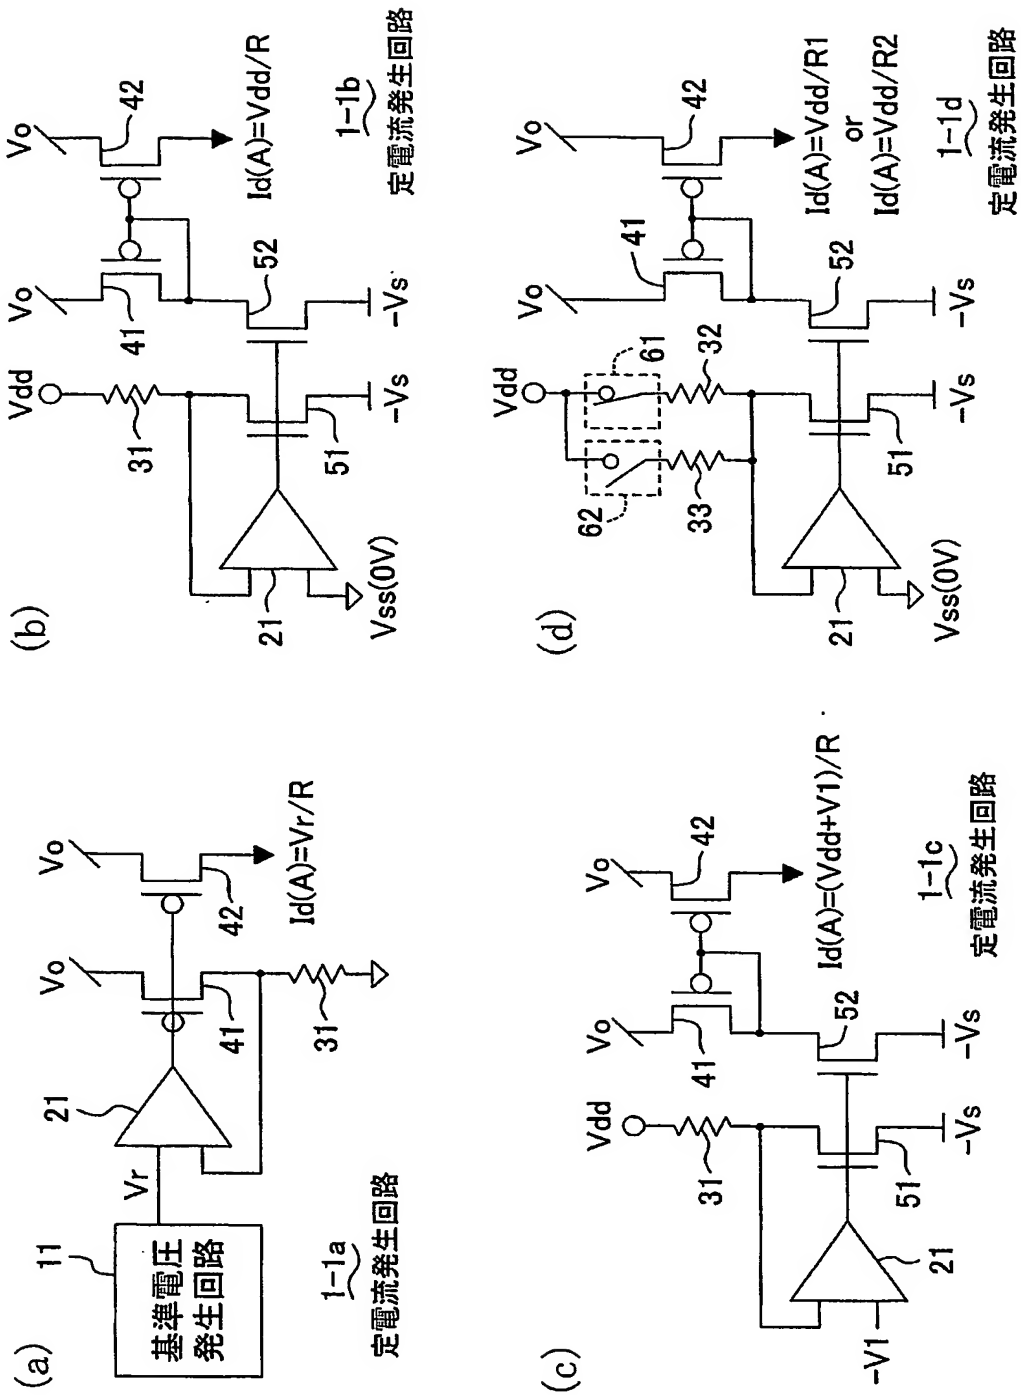 (a)
11
基準電圧
発生回路
Vr
21
Vo
Vo
41
42
31
Id(A)=Vr/R
1-1a
定電流発生回路
(b)
Vdd
Vo
Vo
31
41
42
52
51
21
-Vs
-Vs
Vss(0V)
Id(A)=Vdd/R
1-1b
定電流発生回路
(c)
Vdd
Vo
Vo
31
41
42
52
51
21
-V1
-Vs
-Vs
Id(A)=(Vdd+V1)/R
1-1c
定電流発生回路
(d)
Vdd
Vo
Vo
61
62
32
33
41
42
52
51
21
-Vs
-Vs
Vss(0V)
Id(A)=Vdd/R1
or
Id(A)=Vdd/R2
1-1d
定電流発生回路